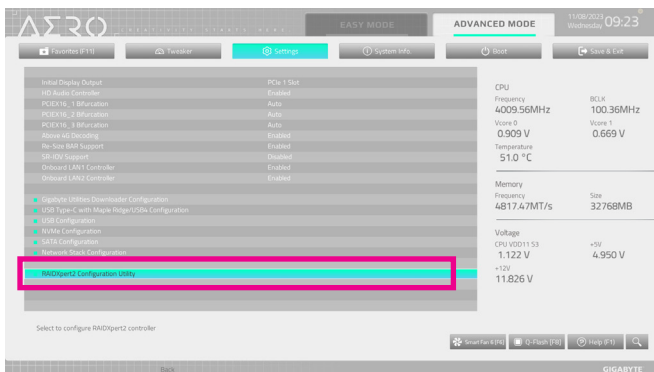 AERO
CREATIVITY STARTS HERE
EASY MODE
ADVANCED MODE
11/08/2023
Wednesday 09:23
Favorites (F11)
Tweaker
Settings
System Info.
Boot
Save & Exit
Initial Display Output PCIe 1 Slot
HD Audio Controller Enabled
PCIEX16_1 Bifurcation Auto
PCIEX16_2 Bifurcation Auto
PCIEX16_3 Bifurcation Auto
Above 4G Decoding Enabled
Re-Size BAR Support Enabled
SR-IOV Support Disabled
Onboard LAN1 Controller Enabled
Onboard LAN2 Controller Enabled
Gigabyte Utilities Downloader Configuration
USB Type-C with Maple Ridge/USB4 Configuration
USB Configuration
NVMe Configuration
SATA Configuration
Network Stack Configuration
RAIDXpert2 Configuration Utility
CPU
Frequency BCLK
4009.56MHz 100.36MHz
Vcore 0 Vcore 1
0.909 V 0.669 V
Temperature
51.0 °C
Memory
Frequency Size
4817.47MT/s 32768MB
Voltage
CPU VDD11 S3 +5V
1.122 V 4.950 V
+12V
11.826 V
Select to configure RAIDXpert2 controller
Smart Fan 6 [F6]
Q-Flash [F8]
Help (F1)
Back
GIGABYTE